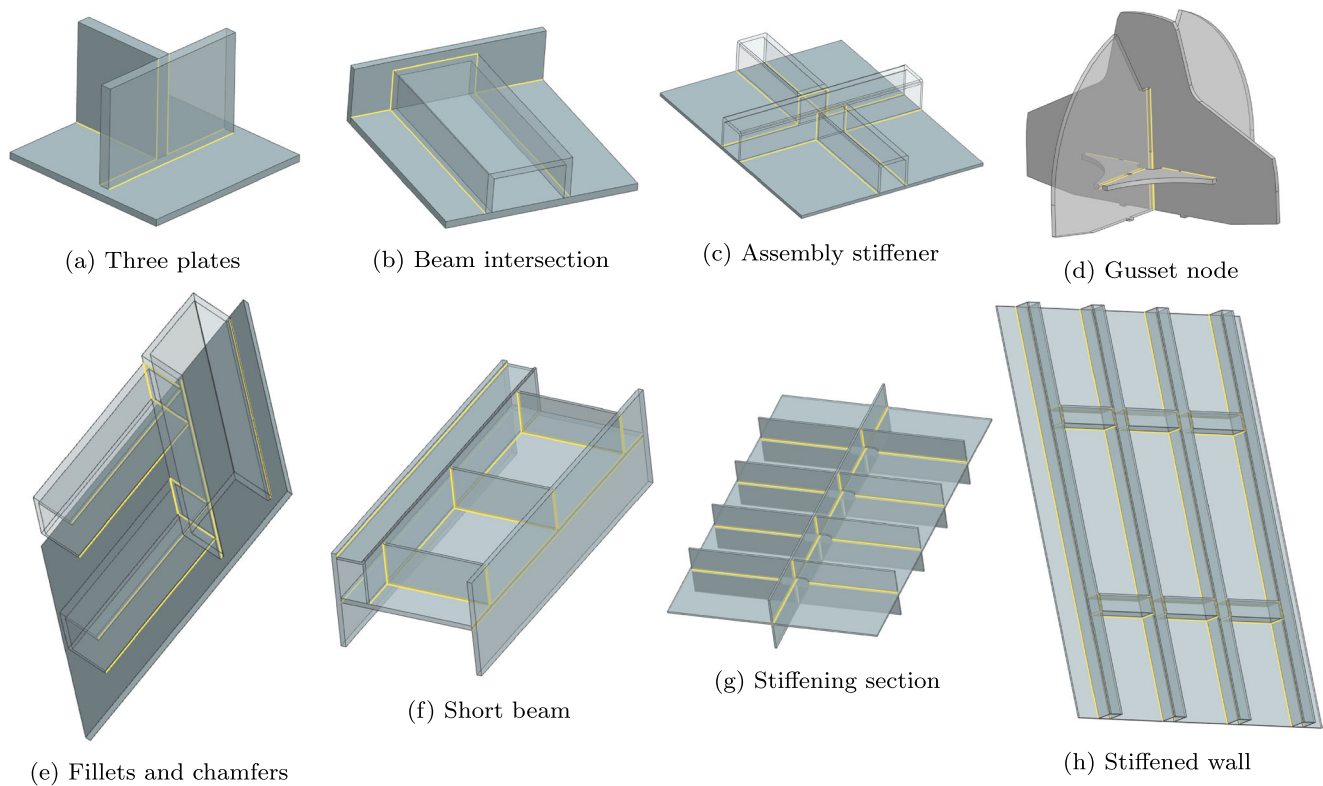 (a) Three plates
(b) Beam intersection
(c) Assembly stiffener
(d) Gusset node
(e) Fillets and chamfers
(f) Short beam
(g) Stiffening section
(h) Stiffened wall